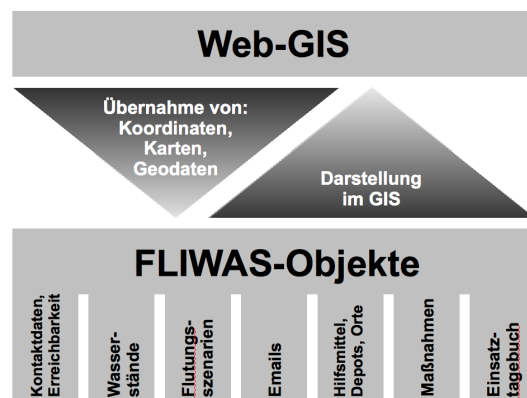 Web-GIS
Übernahme von:
Koordinaten,
Karten,
Geodaten
Darstellung
im GIS
FLIWAS-Objekte
Kontaktdaten,
Erreichbarkeit
Wasser-
stände
Flutungs-
szenarien
Emails
Hilfsmittel,
Depots, Orte
Maßnahmen
Einsatz-
tagebuch